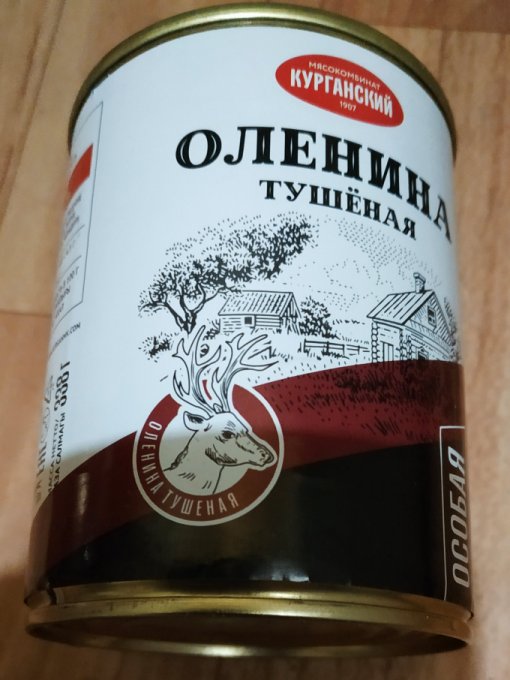 МЯСОКОМБИНАТ
КУРГАНСКИЙ
1907
ОЛЕНИНА
ТУШЁНАЯ
ОЛЕНИНА ТУШЕНАЯ
ОСОБАЯ